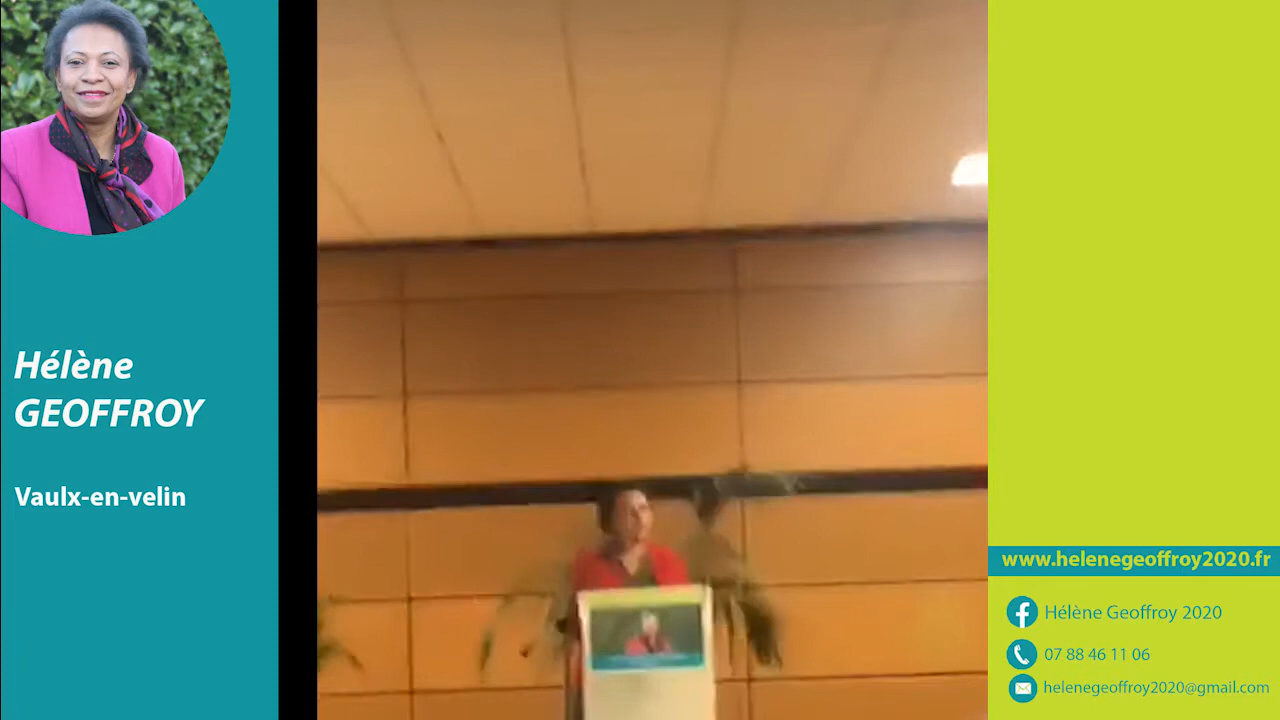 Hélène
GEOFFROY
Vaulx-en-velin
www.helenegeoffroy2020.fr
Hélène Geoffroy 2020
07 88 46 11 06
helenegeoffroy2020@gmail.com